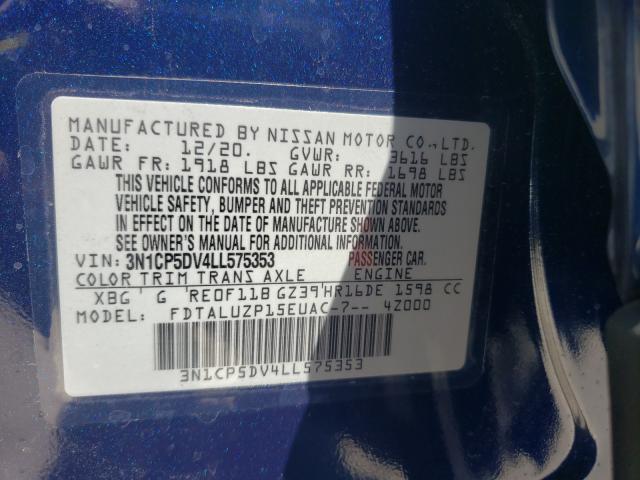 MANUFACTURED BY NISSAN MOTOR CO.,LTD.
DATE: 12/20. GVWR: 3616 LBS
GAWR FR: 1918 LBS GAWR RR: 1698 LBS
THIS VEHICLE CONFORMS TO ALL APPLICABLE FEDERAL MOTOR
VEHICLE SAFETY, BUMPER AND THEFT PREVENTION STANDARDS
IN EFFECT ON THE DATE OF MANUFACTURE SHOWN ABOVE.
SEE OWNER'S MANUAL FOR ADDITIONAL INFORMATION.
VIN: 3N1CP5DV4LL575353 PASSENGER CAR.
COLOR TRIM TRANS AXLE ENGINE
XBG ' G 'RE0F11B GZ39'HR16DE 1598 CC
FDTALUZP15EUAC-7-- 4Z000
3N1CP5DV4LL575353